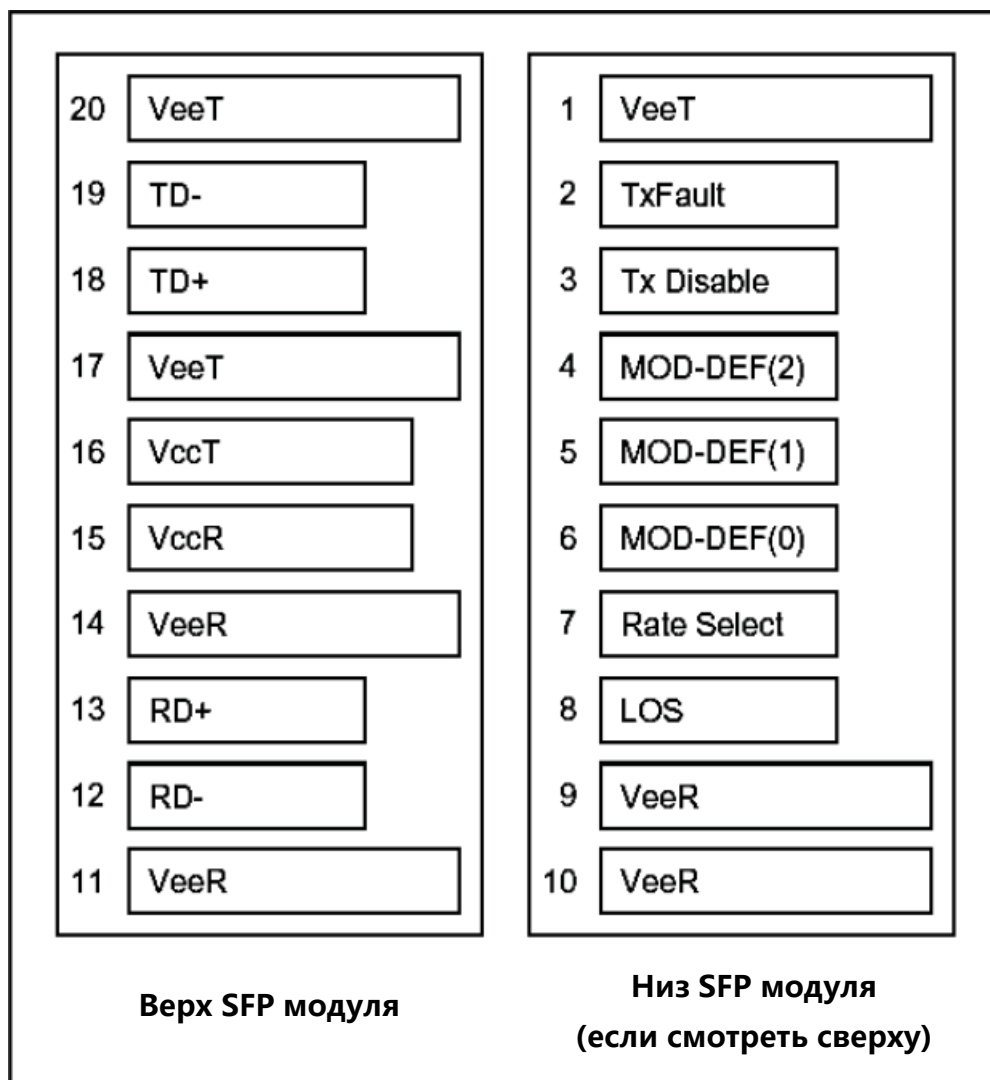 20 VeeT
19 TD-
18 TD+
17 VeeT
16 VccT
15 VccR
14 VeeR
13 RD+
12 RD-
11 VeeR
Верх SFP модуля
1 VeeT
2 TxFault
3 Tx Disable
4 MOD-DEF(2)
5 MOD-DEF(1)
6 MOD-DEF(0)
7 Rate Select
8 LOS
9 VeeR
10 VeeR
Низ SFP модуля
(если смотреть сверху)